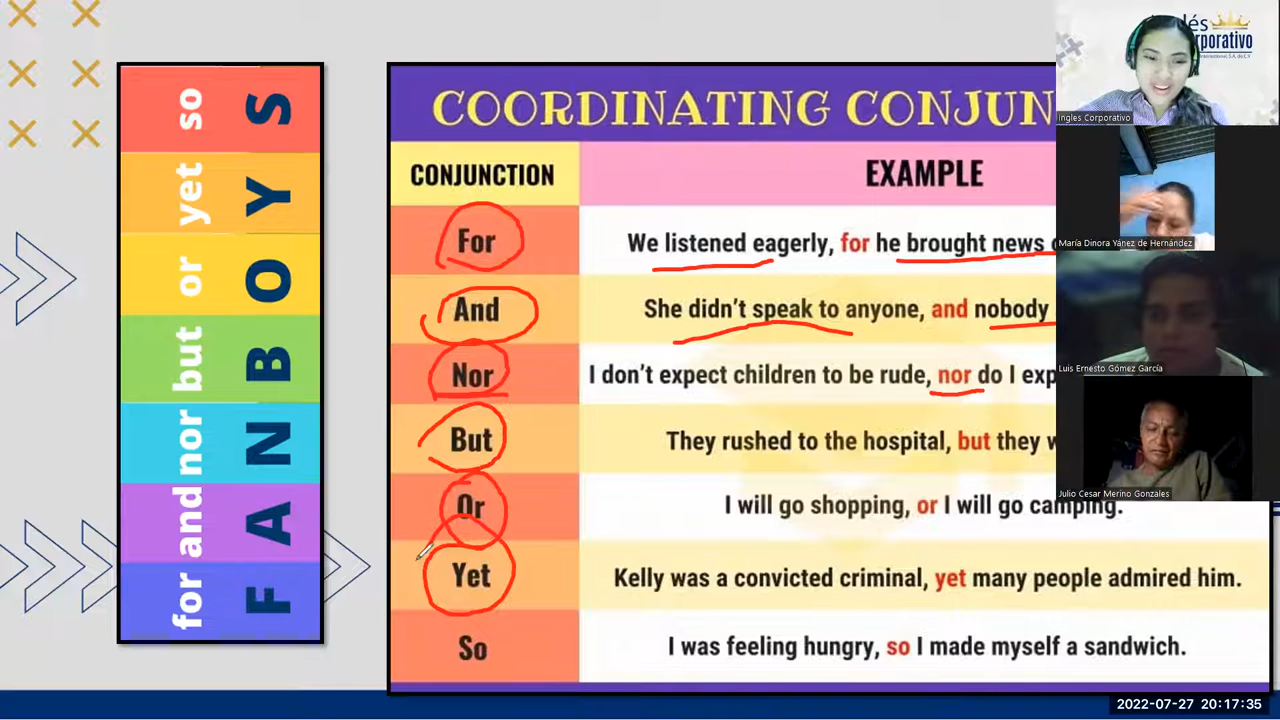 so
yet
or
but
nor
and
for
S
Y
O
B
N
A
F
COORDINATING CONJUN
CONJUNCTION EXAMPLE
For We listened eagerly, for he brought news
And She didn't speak to anyone, and nobody
Nor I don't expect children to be rude, nor do I exp
But They rushed to the hospital, but they
Or I will go shopping, or I will go camping.
Yet Kelly was a convicted criminal, yet many people admired him.
So I was feeling hungry, so I made myself a sandwich.
lés
rporativo
Ingles Corporativo
María Dinora Yánez de Hernández
Luis Ernesto Gómez García
Julio Cesar Merino Gonzales
2022-07-27 20:17:35